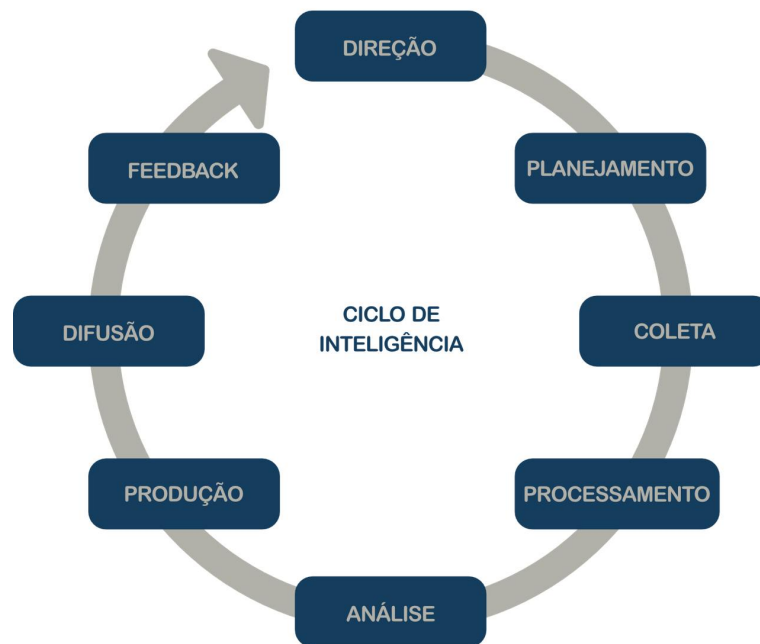 DIREÇÃO
PLANEJAMENTO
COLETA
PROCESSAMENTO
ANÁLISE
PRODUÇÃO
DIFUSÃO
FEEDBACK
CICLO DE
INTELIGÊNCIA